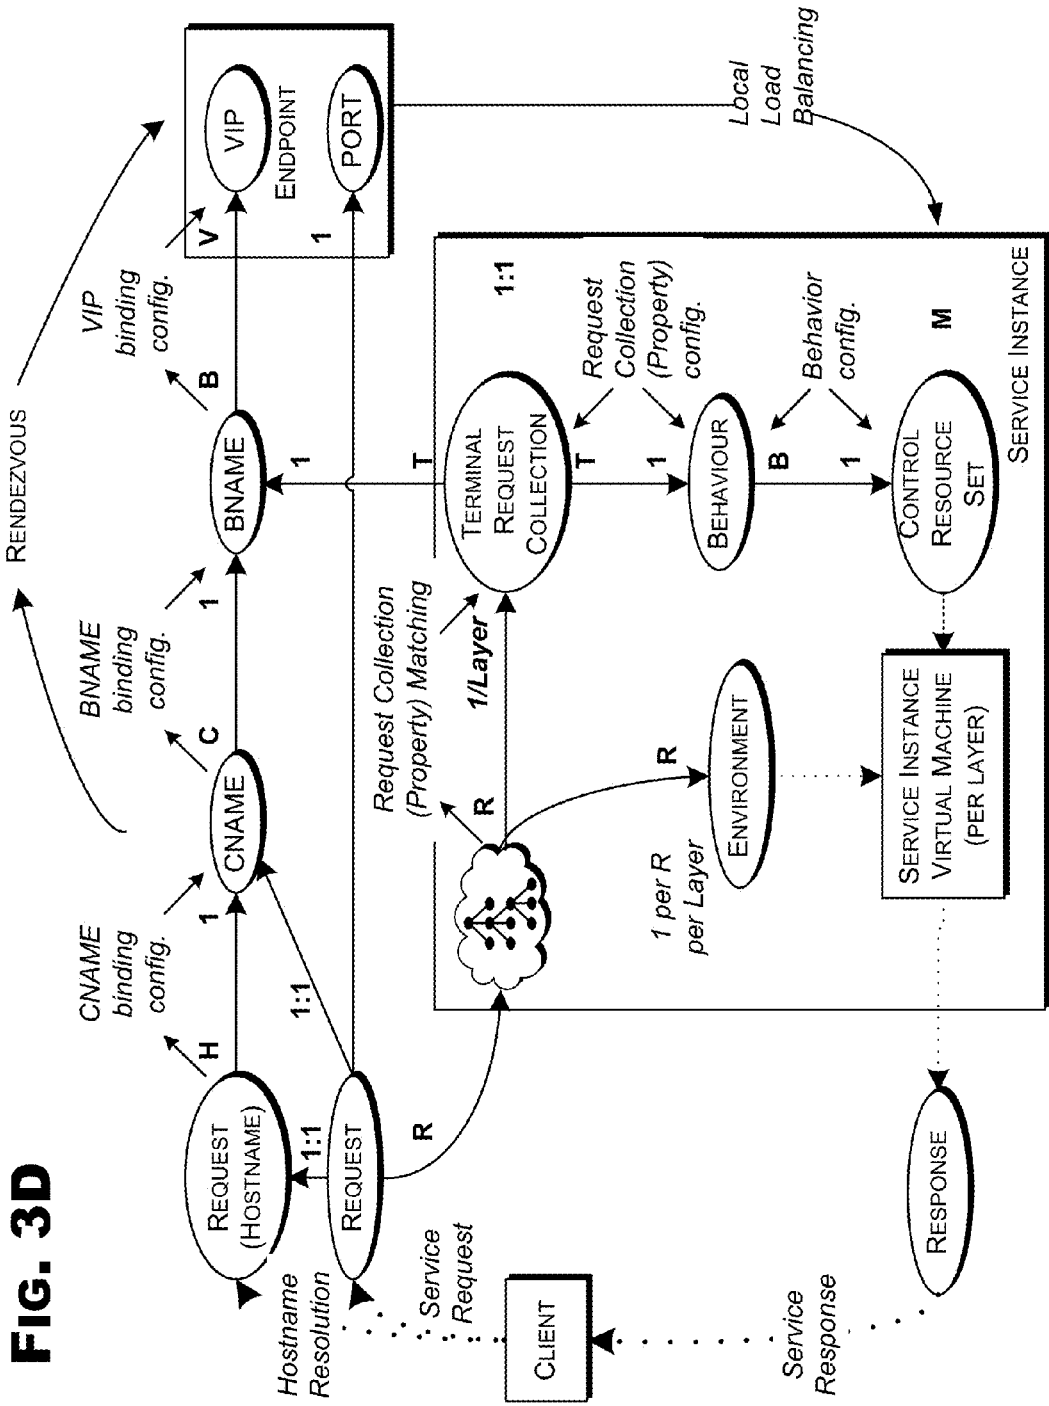 FIG. 3D
RENDEZVOUS
CNAME
binding
config.
BNAME
binding
config.
VIP
binding
config.
H
1
C
1
B
V
REQUEST
(HOSTNAME)
CNAME
BNAME
VIP
ENDPOINT
PORT
1:1
1:1
1
1
REQUEST
R
Hostname
Resolution
Service
Request
CLIENT
Service
Response
RESPONSE
Request Collection
(Property) Matching
T
R
1/Layer
TERMINAL
REQUEST
COLLECTION
1:1
T
1
Request
Collection
(Property)
config.
R
1 per R
per Layer
ENVIRONMENT
BEHAVIOUR
B
1
Behavior
config.
SERVICE INSTANCE
VIRTUAL MACHINE
(PER LAYER)
CONTROL
RESOURCE
SET
M
SERVICE INSTANCE
Local
Load
Balancing